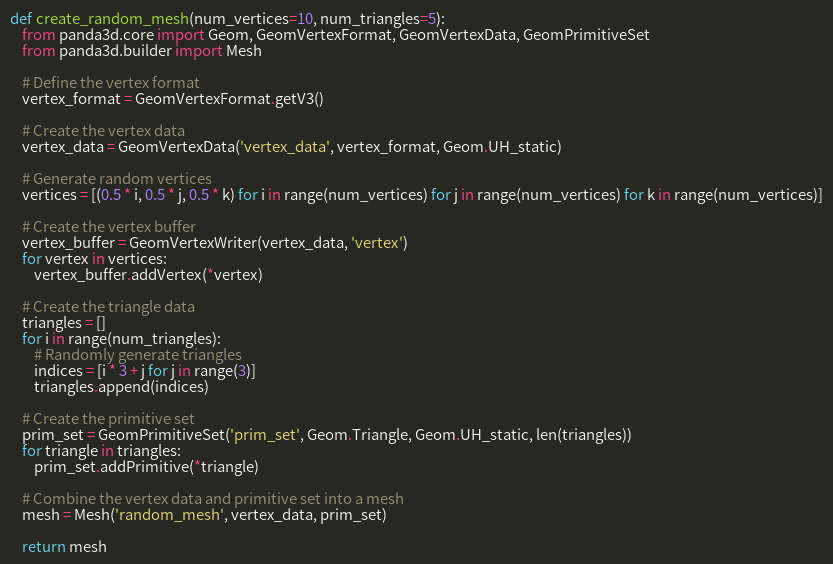 def create_random_mesh(num_vertices=10, num_triangles=5):
from panda3d.core import Geom, GeomVertexFormat, GeomVertexData, GeomPrimitiveSet
from panda3d.builder import Mesh
# Define the vertex format
vertex_format = GeomVertexFormat.getV3()
# Create the vertex data
vertex_data = GeomVertexData('vertex_data', vertex_format, Geom.UH_static)
# Generate random vertices
vertices = [(0.5 * i, 0.5 * j, 0.5 * k) for i in range(num_vertices) for j in range(num_vertices) for k in range(num_vertices)]
# Create the vertex buffer
vertex_buffer = GeomVertexWriter(vertex_data, 'vertex')
for vertex in vertices:
vertex_buffer.addVertex(*vertex)
# Create the triangle data
triangles = []
for i in range(num_triangles):
# Randomly generate triangles
indices = [i * 3 + j for j in range(3)]
triangles.append(indices)
# Create the primitive set
prim_set = GeomPrimitiveSet('prim_set', Geom.Triangle, Geom.UH_static, len(triangles))
for triangle in triangles:
prim_set.addPrimitive(*triangle)
# Combine the vertex data and primitive set into a mesh
mesh = Mesh('random_mesh', vertex_data, prim_set)
return mesh